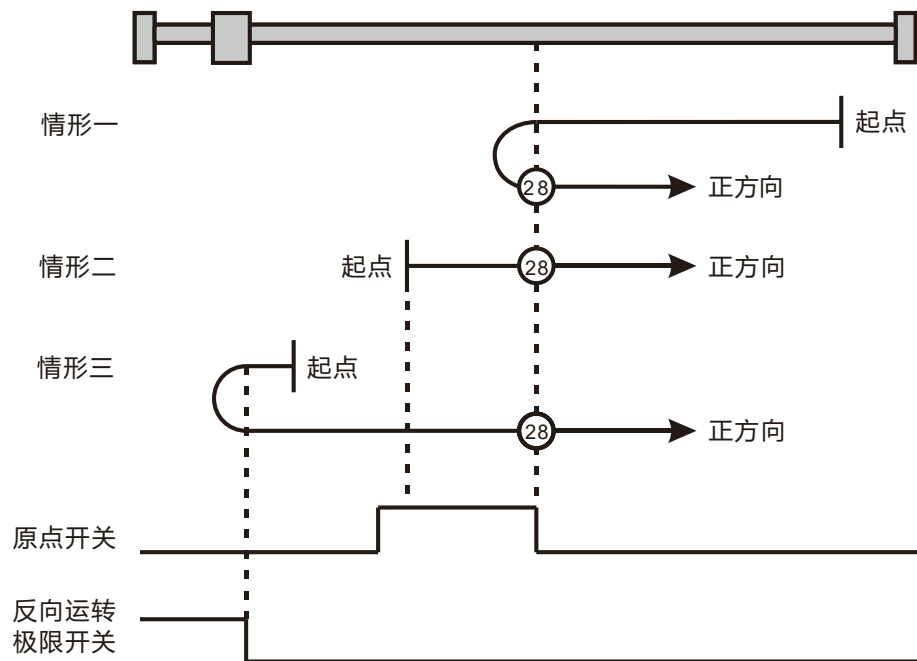 情形一
起点
28
正方向
情形二
起点
28
正方向
情形三
起点
28
正方向
原点开关
反向运转
极限开关